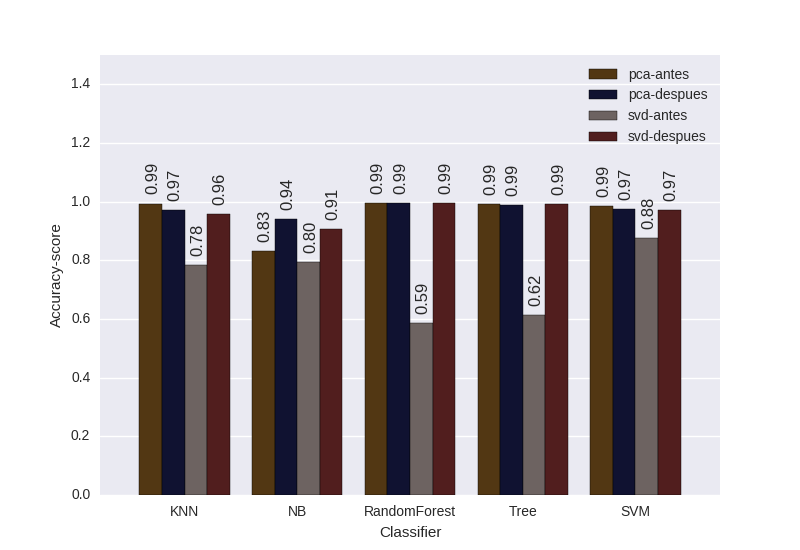 pca-antes
pca-despues
svd-antes
svd-despues
1.4
1.2
1.0
0.8
0.6
0.4
0.2
0.0
Accuracy-score
0.99 0.97 0.78 0.96
0.83 0.94 0.80 0.91
0.99 0.99 0.59 0.99
0.99 0.99 0.62 0.99
0.99 0.97 0.88 0.97
KNN NB RandomForest Tree SVM
Classifier